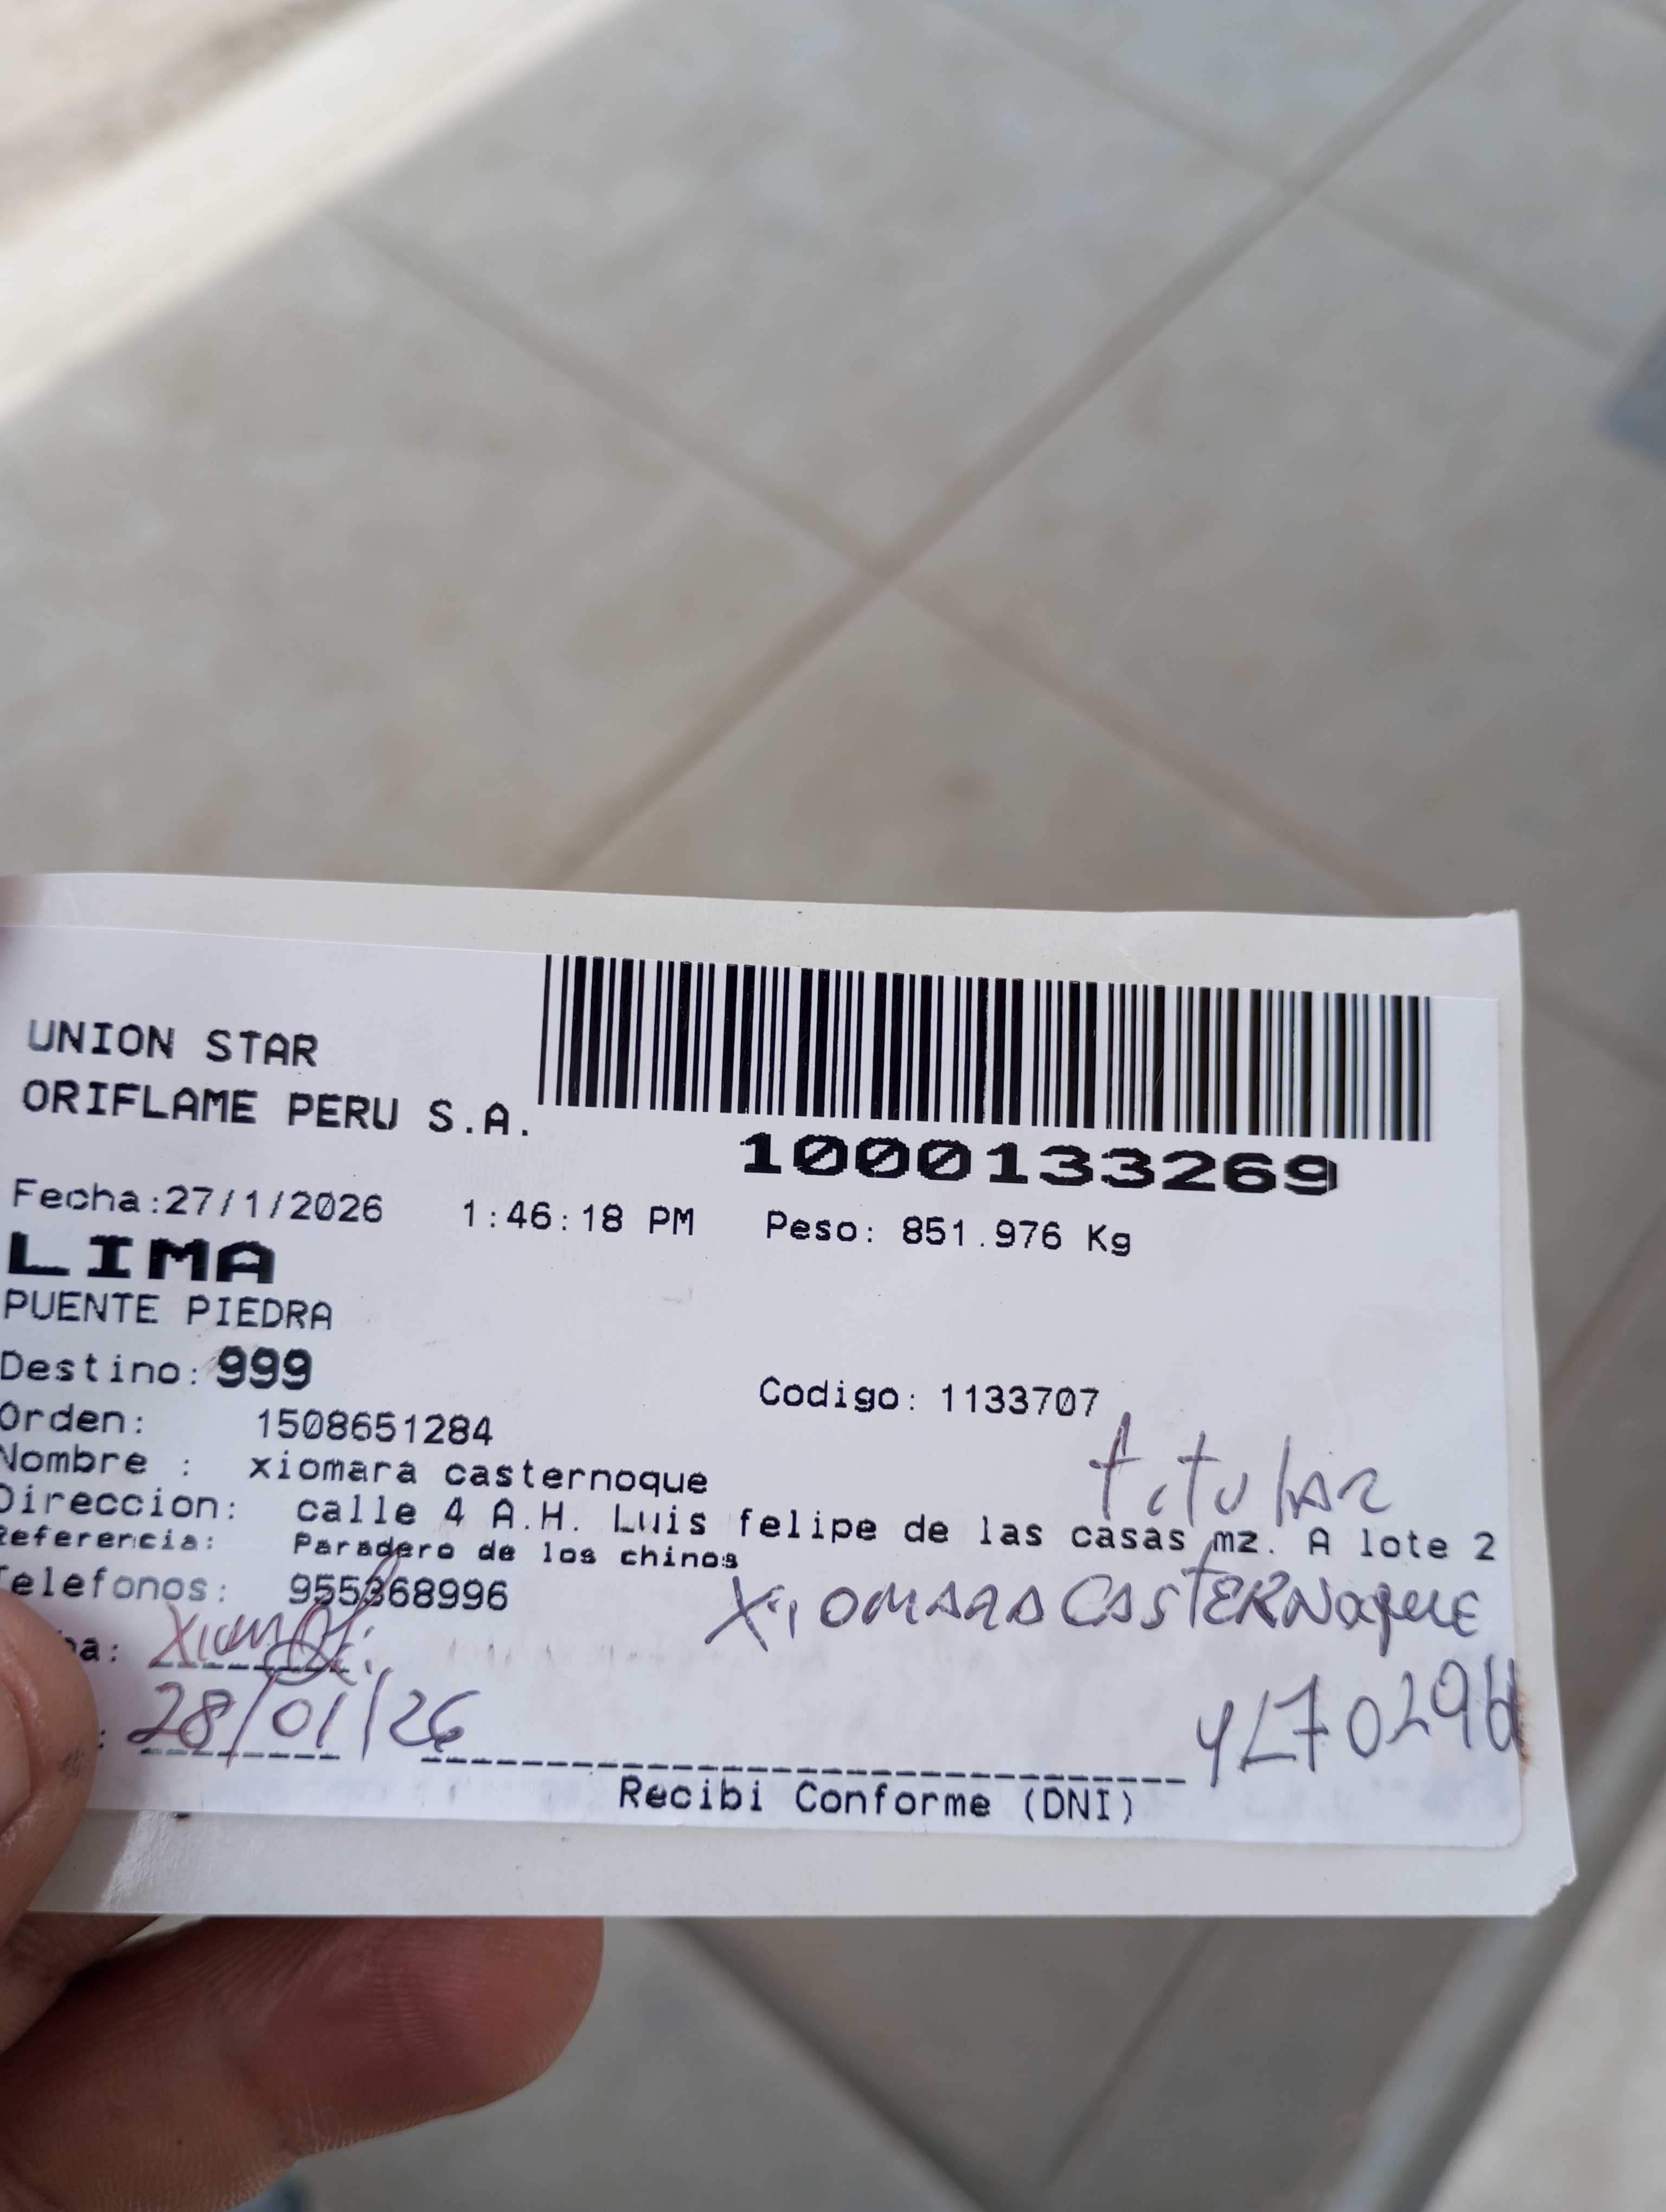 UNION STAR
ORIFLAME PERU S.A.
1000133269
Fecha:27/1/2026 1:46:18 PM Peso: 851.976 Kg
LIMA
PUENTE PIEDRA
Destino: 999
Codigo: 1133707
Orden: 1508651284
Nombre : xiomara casternoque
titular
Direccion: calle 4 A.H. Luis felipe de las casas mz. A lote 2
Referencia: Paradero de los chinos
Telefonos: 955368996
XIOMARA CASTERNOQUE
28/01/26
Recibi Conforme (DNI)